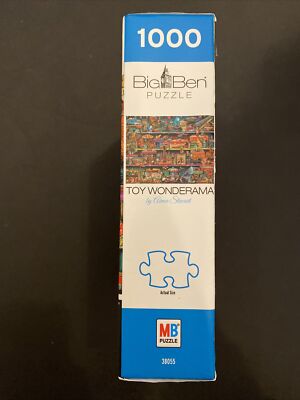 1000
Big Ben®
PUZZLE
TOY WONDERAMA
by Aimee Stewart
Actual Size
MB®
PUZZLE
38055